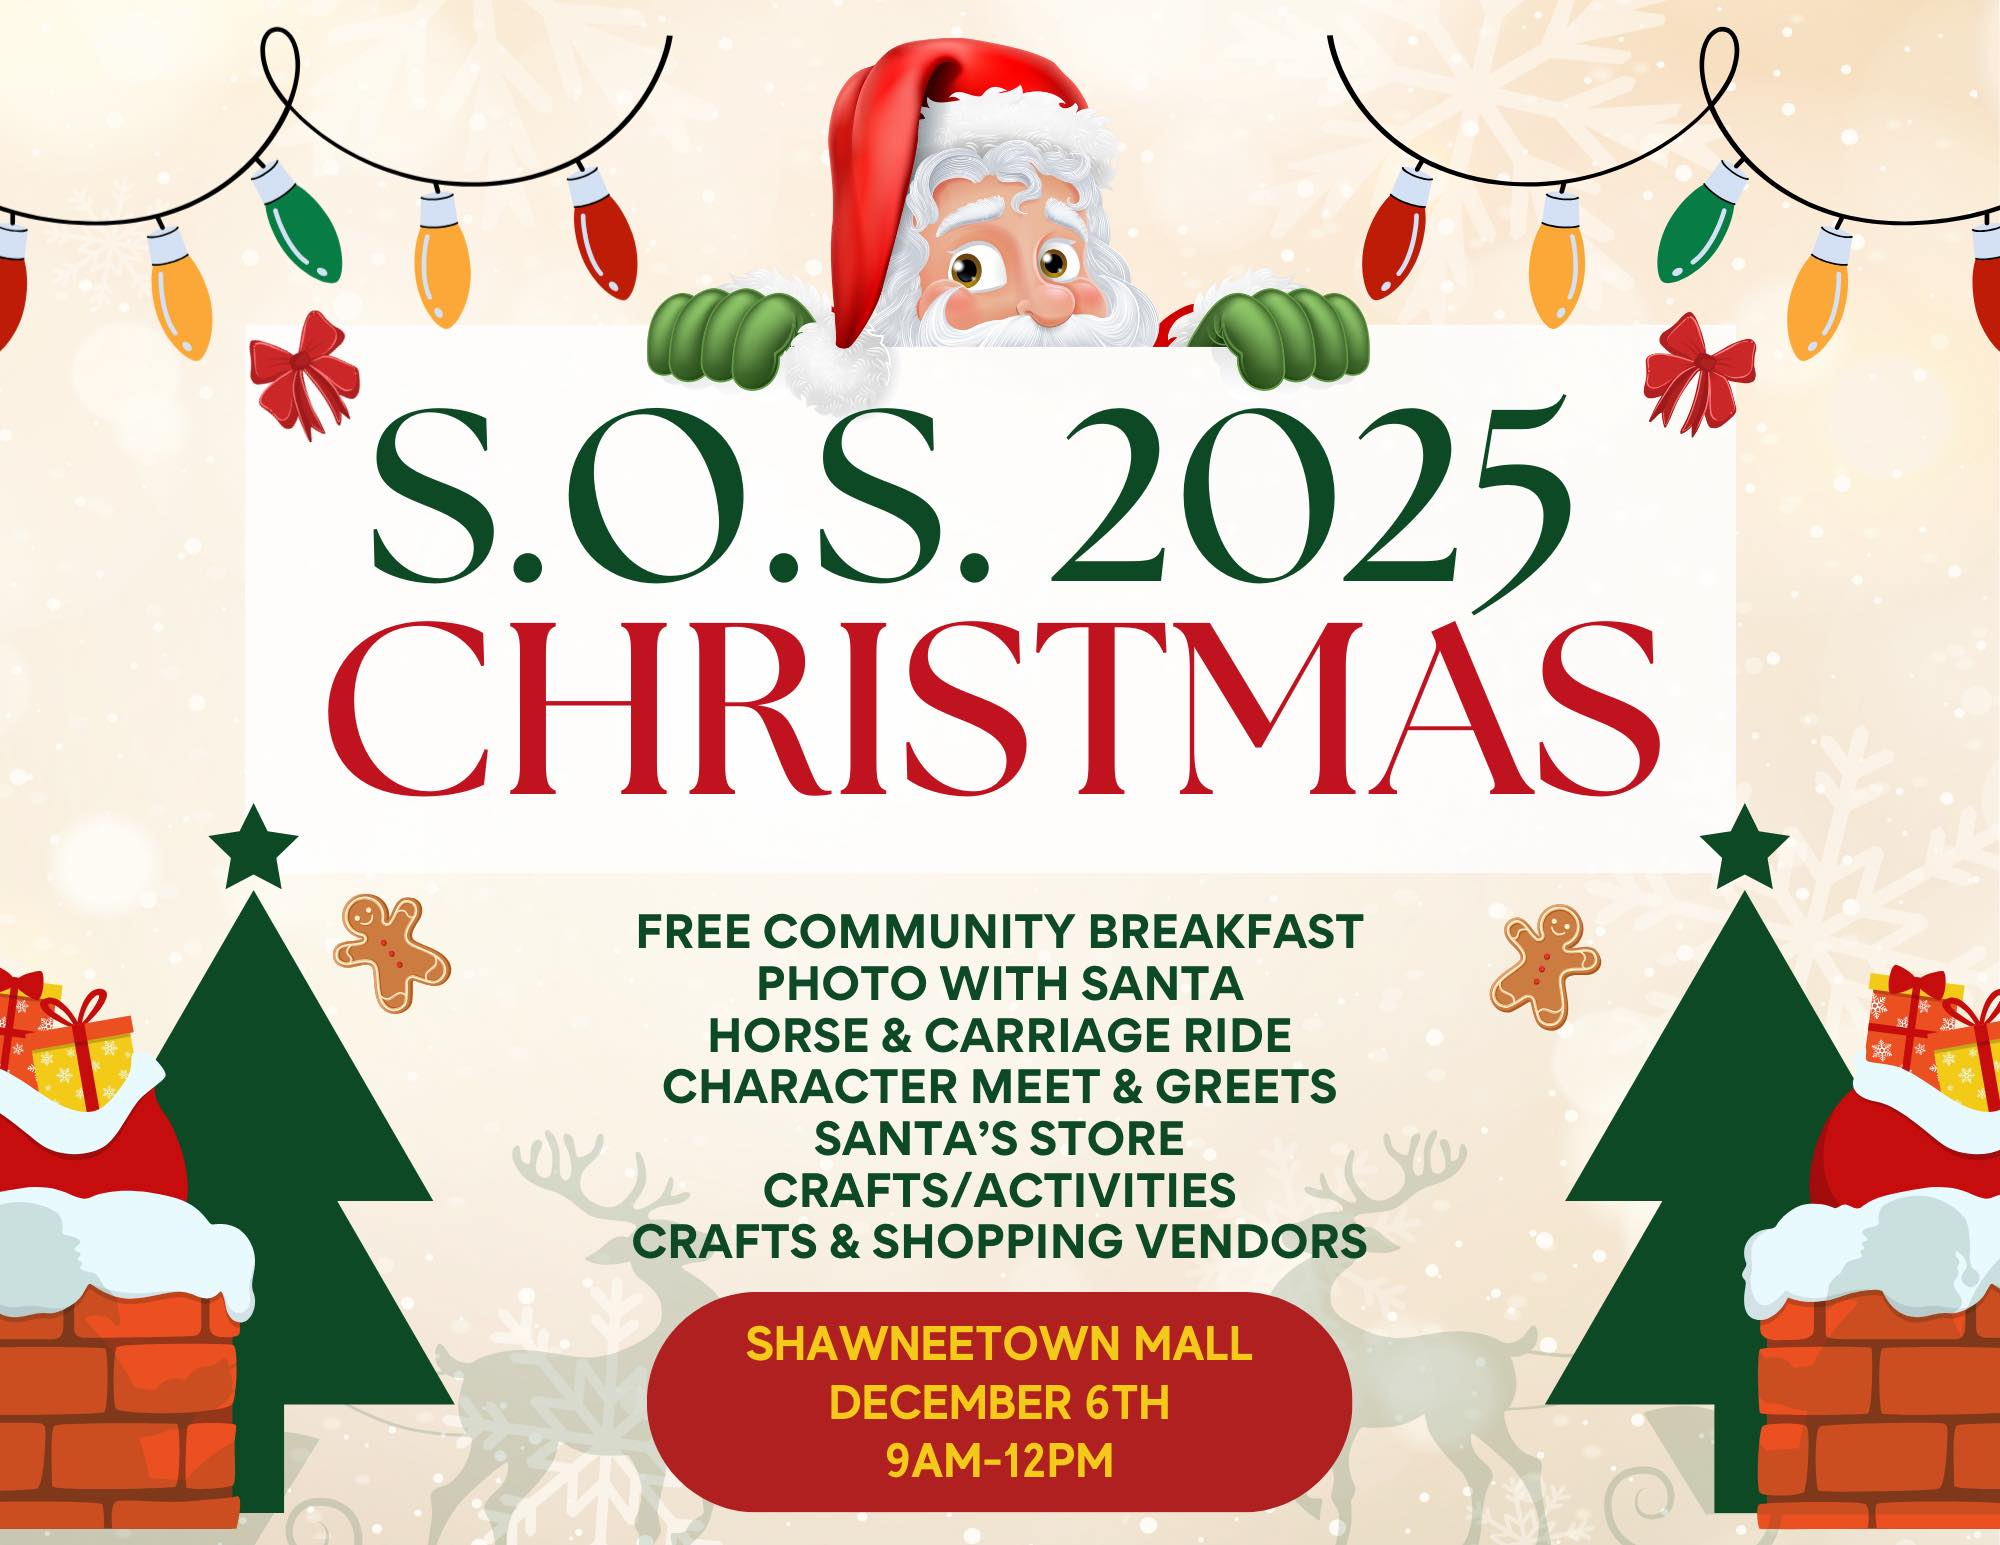 S.O.S. 2025
CHRISTMAS
FREE COMMUNITY BREAKFAST
PHOTO WITH SANTA
HORSE & CARRIAGE RIDE
CHARACTER MEET & GREETS
SANTA’S STORE
CRAFTS/ACTIVITIES
CRAFTS & SHOPPING VENDORS
SHAWNEETOWN MALL
DECEMBER 6TH
9AM-12PM